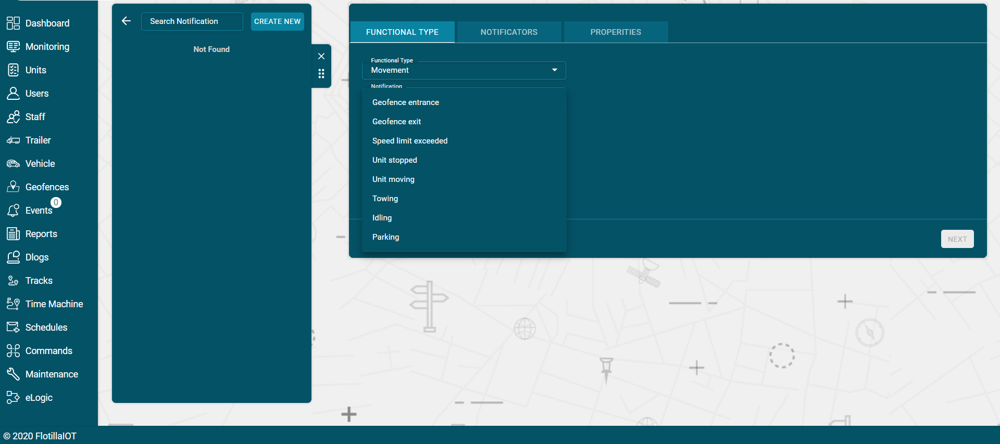 Dashboard
Monitoring
Units
Users
Staff
Trailer
Vehicle
Geofences
0
Events
Reports
Dlogs
Tracks
Time Machine
Schedules
Commands
Maintenance
eLogic
Search Notification
CREATE NEW
Not Found
FUNCTIONAL TYPE
NOTIFICATORS
PROPERITIES
Functional Type
Movement
Notification
Geofence entrance
Geofence exit
Speed limit exceeded
Unit stopped
Unit moving
Towing
Idling
Parking
NEXT
© 2020 FlotillaIOT